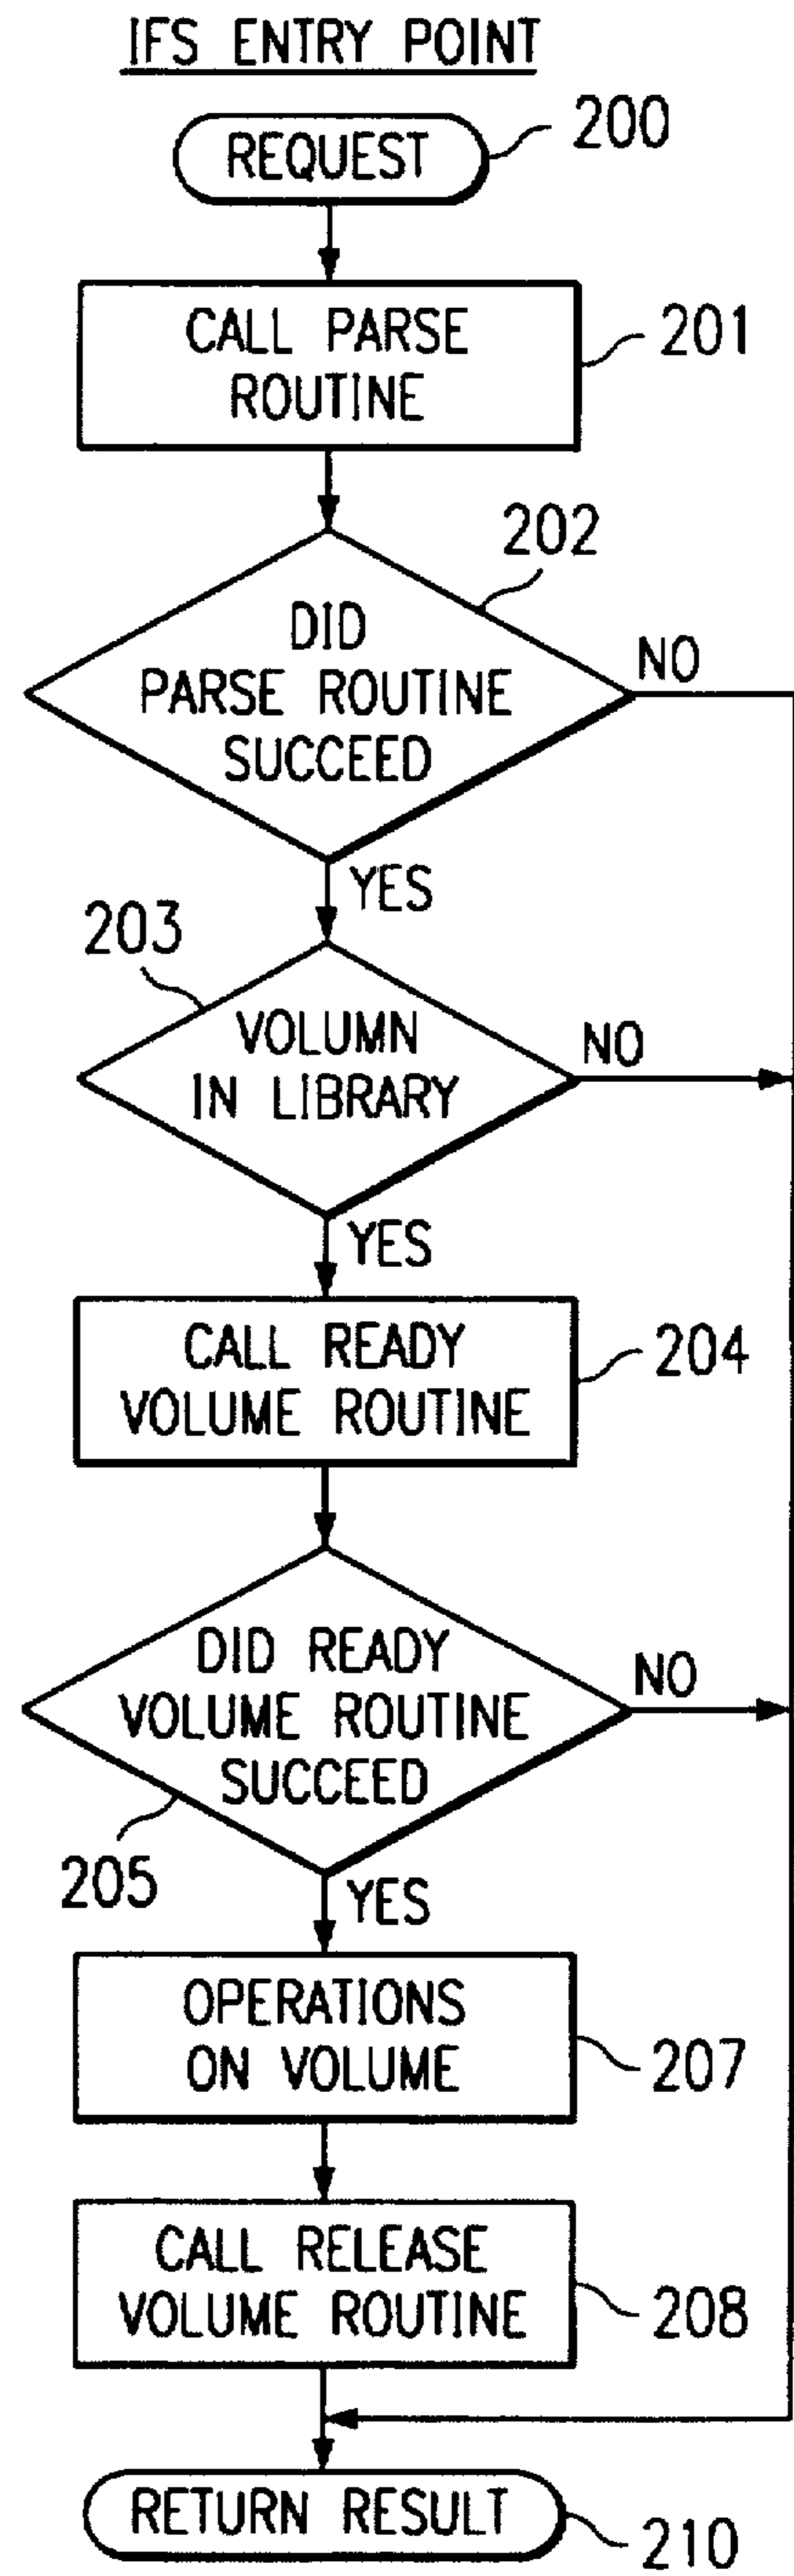 IFS ENTRY POINT
REQUEST
200
CALL PARSE
ROUTINE
201
202
DID
PARSE ROUTINE
SUCCEED
NO
YES
203
VOLUMN
IN LIBRARY
NO
YES
CALL READY
VOLUME ROUTINE
204
DID READY
VOLUME ROUTINE
SUCCEED
NO
205
YES
OPERATIONS
ON VOLUME
207
CALL RELEASE
VOLUME ROUTINE
208
RETURN RESULT
210